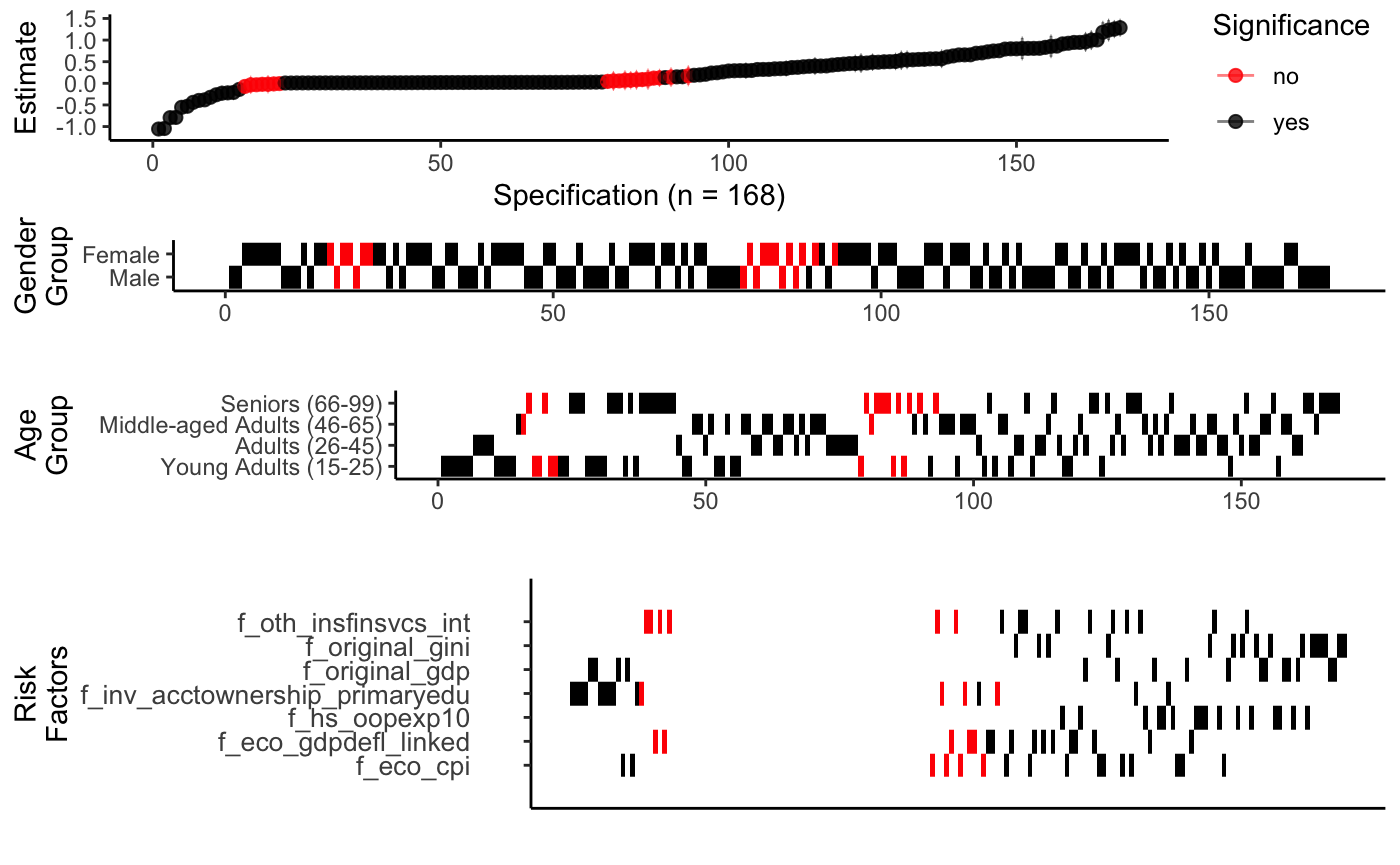 Estimate
1.5
1.0
0.5
0.0
-0.5
-1.0
0 50 100 150
Specification (n = 168)
Significance
no
yes
Gender
Group
Female
Male
0 50 100 150
Age
Group
Seniors (66-99)
Middle-aged Adults (46-65)
Adults (26-45)
Young Adults (15-25)
0 50 100 150
Risk
Factors
f_oth_insfinsvcs_int
f_original_gini
f_original_gdp
f_inv_acctownership_primaryedu
f_hs_oopexp10
f_eco_gdpdefl_linked
f_eco_cpi